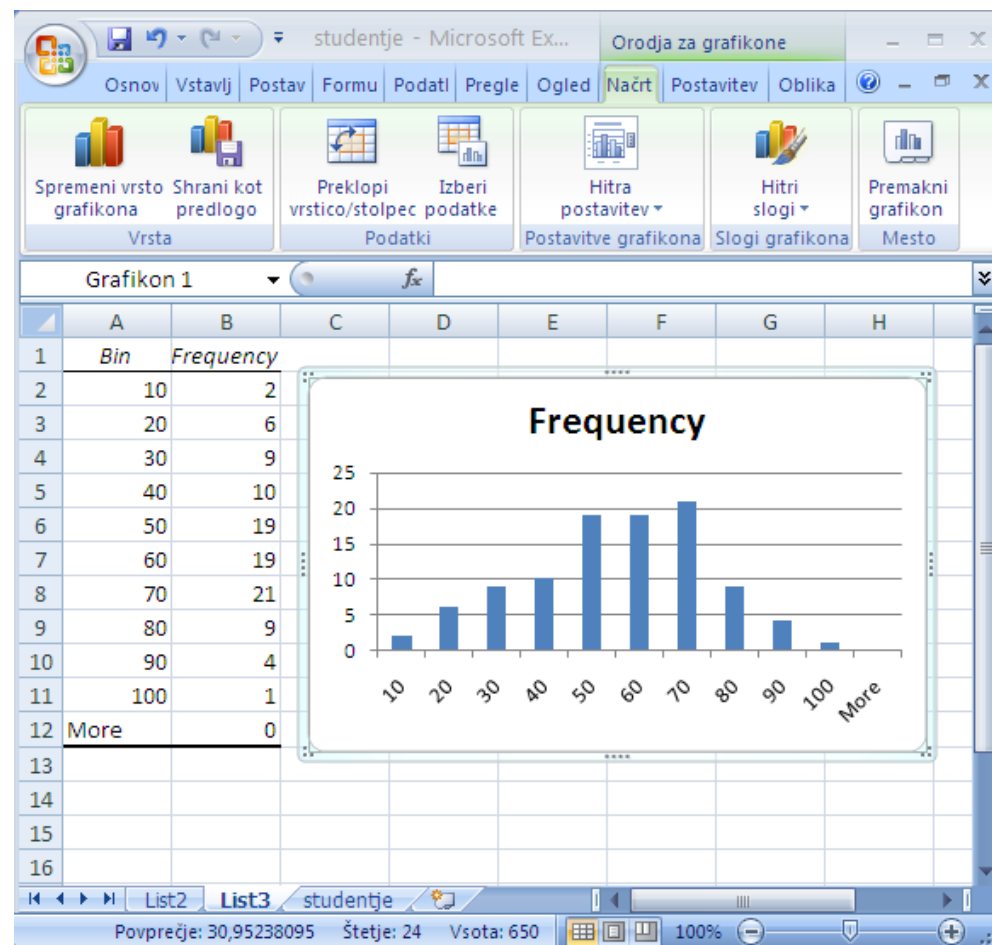 studentje - Microsoft Ex... Orodja za grafikone
Osnov Vstavlj Postav Formu Podatl Pregle Ogled Načrt Postavitev Oblika
Spremeni vrsto grafikona
Shrani kot predlogo
Preklopi vrstico/stolpec
Izberi podatke
Hitra postavitev
Hitri slogi
Premakni grafikon
Vrsta Podatki Postavitve grafikona Slogi grafikona Mesto
Grafikon 1 fx
A B C D E F G H
1 Bin Frequency
2 10 2
3 20 6
4 30 9
5 40 10
6 50 19
7 60 19
8 70 21
9 80 9
10 90 4
11 100 1
12 More 0
13
14
15
16
Frequency
25
20
15
10
5
0
10 20 30 40 50 60 70 80 90 100 More
List2 List3 studentje
Povprečje: 30,95238095 Štetje: 24 Vsota: 650 100%